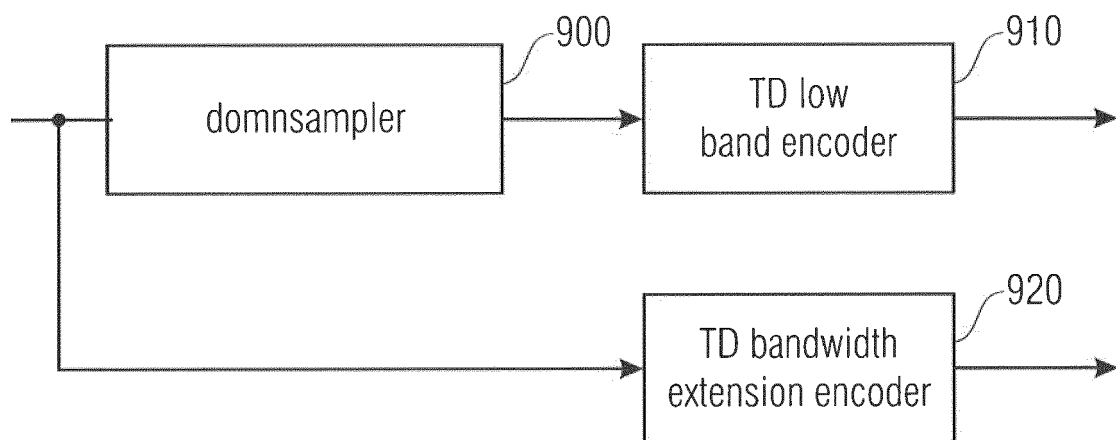 900
domnsampler
910
TD low
band encoder
920
TD bandwidth
extension encoder